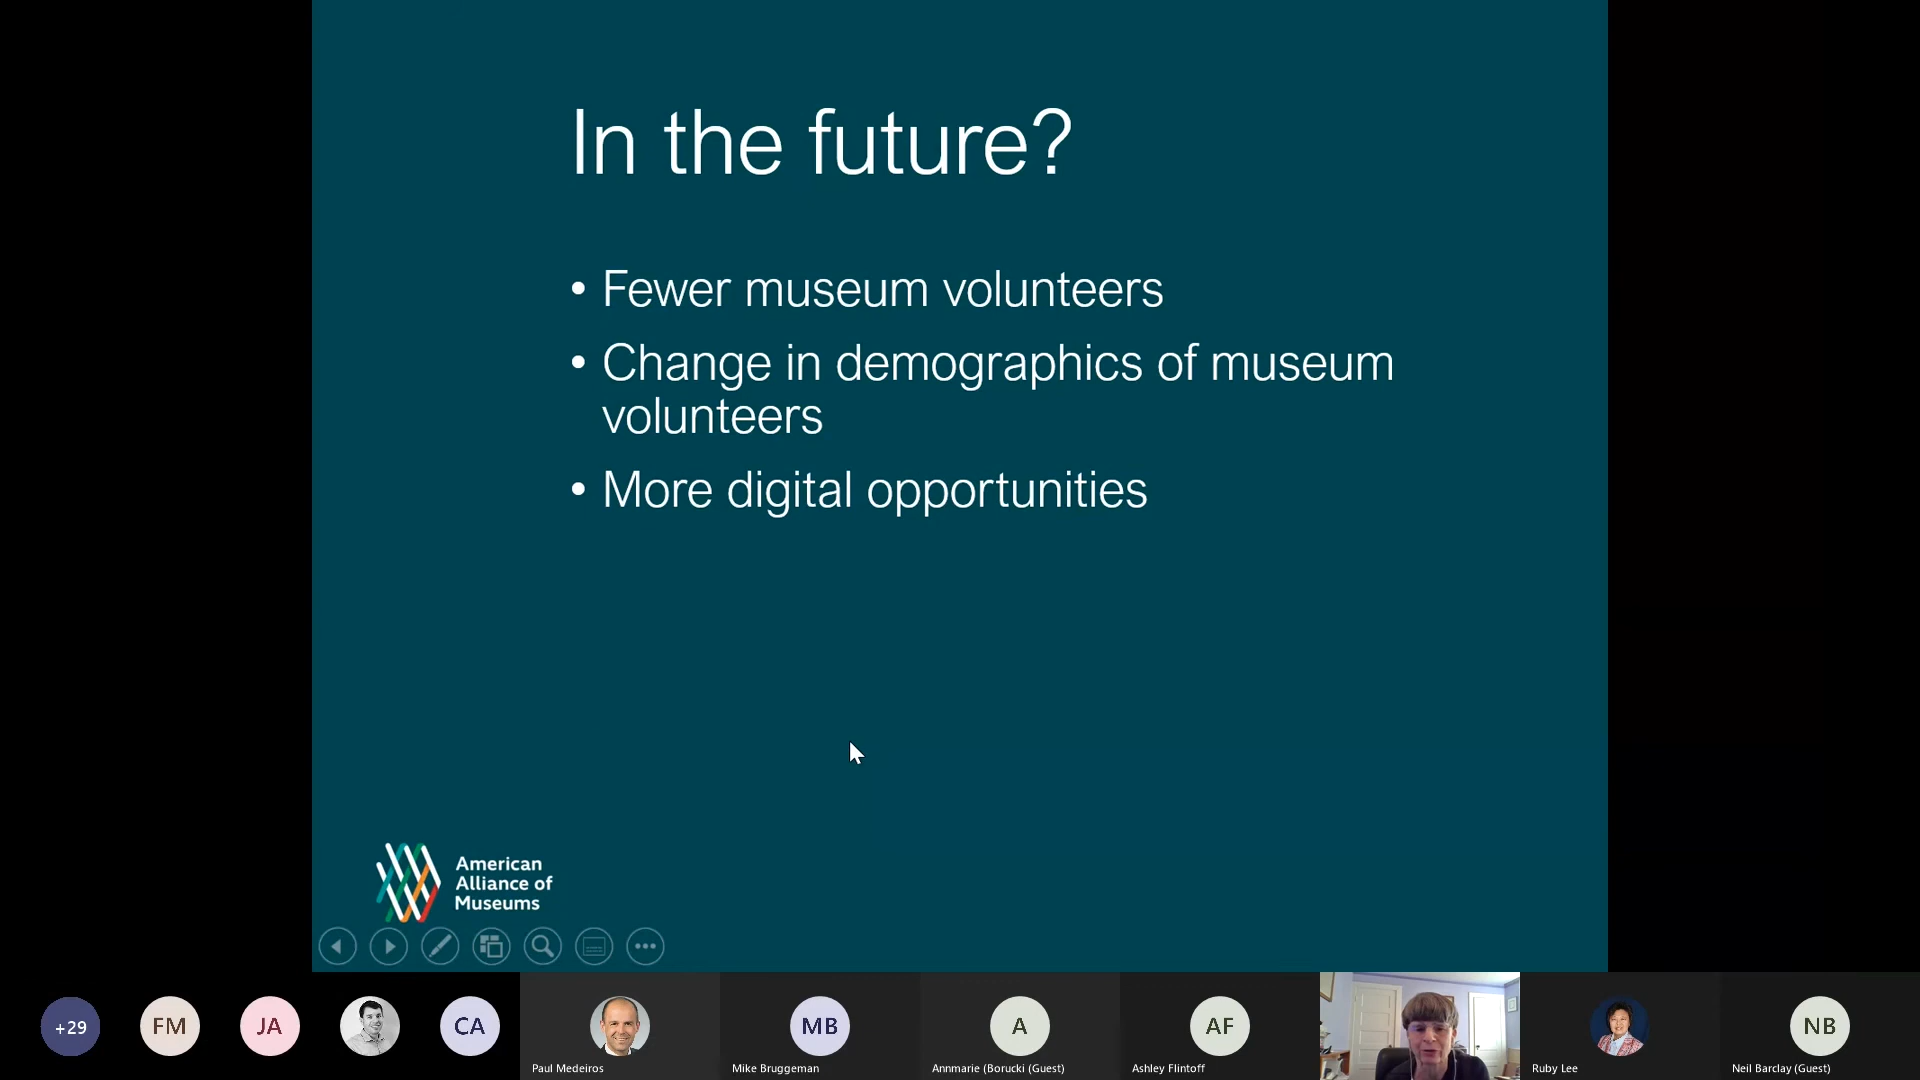 In the future?
• Fewer museum volunteers
• Change in demographics of museum
volunteers
• More digital opportunities
American
Alliance of
Museums
+29
FM
JA
CA
MB
A
AF
NB
Paul Medeiros
Mike Bruggeman
Annmarie (Borucki (Guest)
Ashley Flintoff
Ruby Lee
Neil Barclay (Guest)